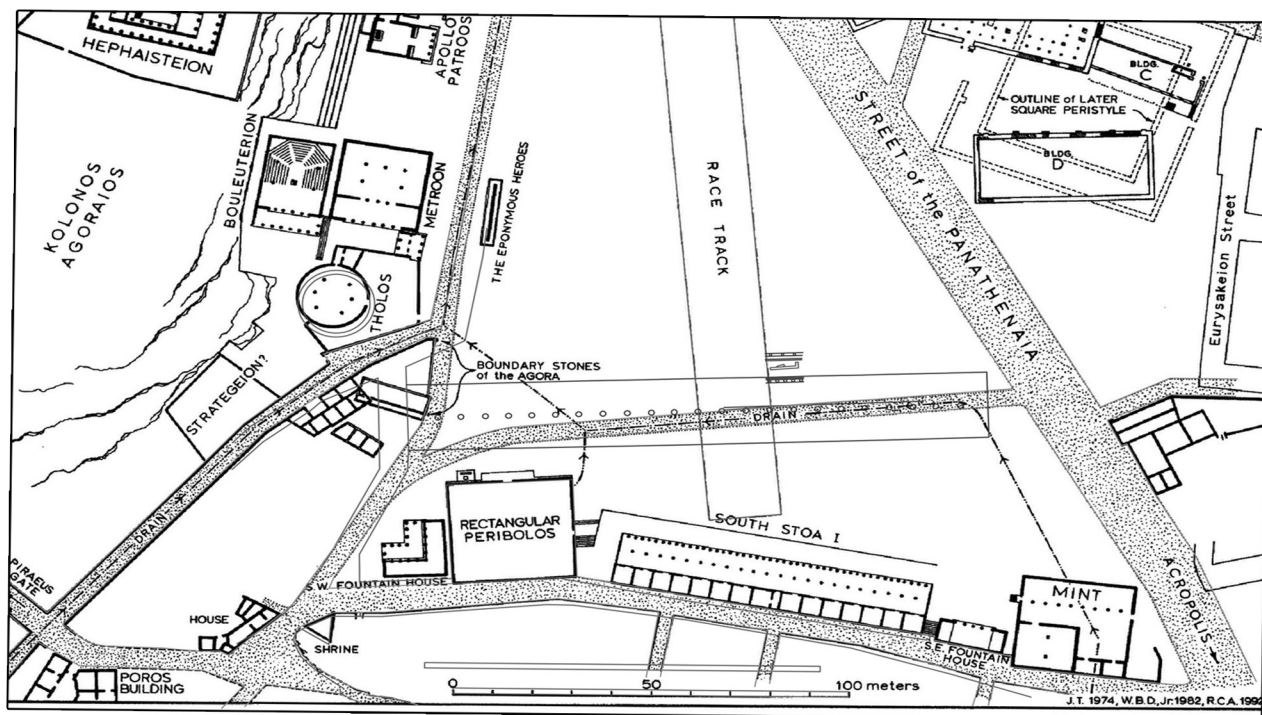 HEPHAISTEION
APOLLO
PATROOS
KOLONOS
AGORAIOS
BOULEUTERION
METROON
THOLOS
THE EPONYMOUS HEROES
RACE TRACK
STREET of the PANATHENAIA
BLDG.
C
OUTLINE of LATER
SQUARE PERISTYLE
BLDG.
D
Eurysakeion Street
STRATEGEION?
BOUNDARY STONES
of the AGORA
DRAIN
DRAIN
RECTANGULAR
PERIBOLOS
SOUTH STOA I
S.W. FOUNTAIN HOUSE
PIRAEUS
GATE
HOUSE
SHRINE
POROS
BUILDING
S.E. FOUNTAIN
HOUSE
MINT
ACROPOLIS
0 50 100 meters
J.T. 1974, W.B.D., Jr. 1982, R.C.A. 1992